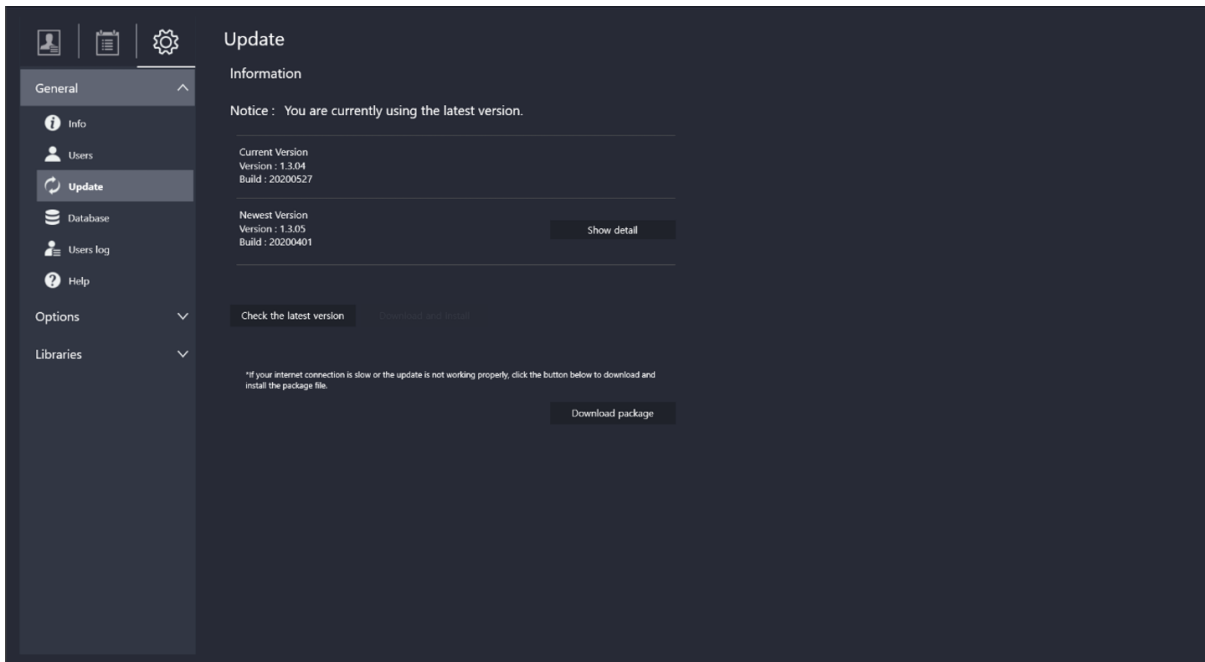 Update
General
Info
Users
Update
Database
Users log
Help
Options
Libraries
Information
Notice : You are currently using the latest version.
Current Version
Version : 1.3.04
Build : 20200527
Newest Version
Version : 1.3.05
Build : 20200401
Show detail
Check the latest version
Download and install
*If your internet connection is slow or the update is not working properly, click the button below to download and
install the package file.
Download package